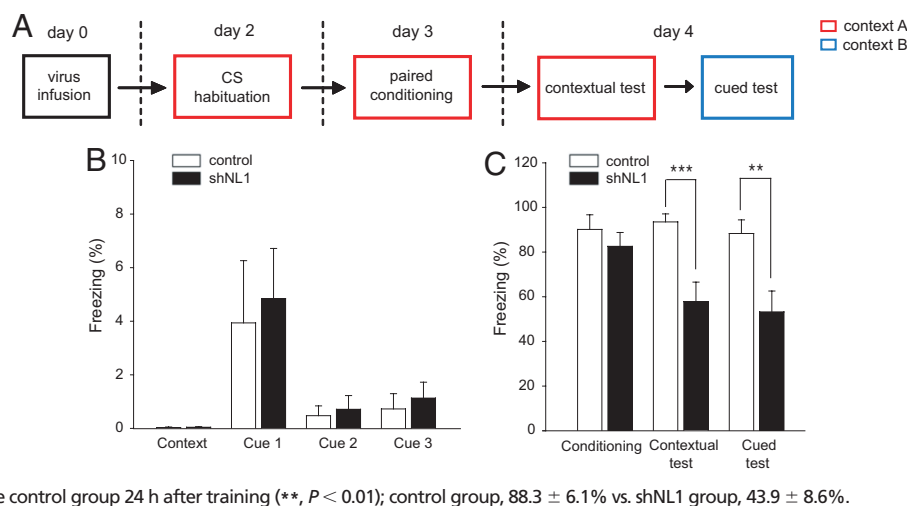 A
day 0
day 2
day 3
day 4
context A
context B
virus
infusion
CS
habituation
paired
conditioning
contextual test
cued test
B
control
shNL1
Freezing (%)
10
8
6
4
2
0
Context
Cue 1
Cue 2
Cue 3
C
control
shNL1
***
**
Freezing (%)
120
100
80
60
40
20
0
Conditioning
Contextual
test
Cued
test
e control group 24 h after training (**, P < 0.01); control group, 88.3 ± 6.1% vs. shNL1 group, 43.9 ± 8.6%.